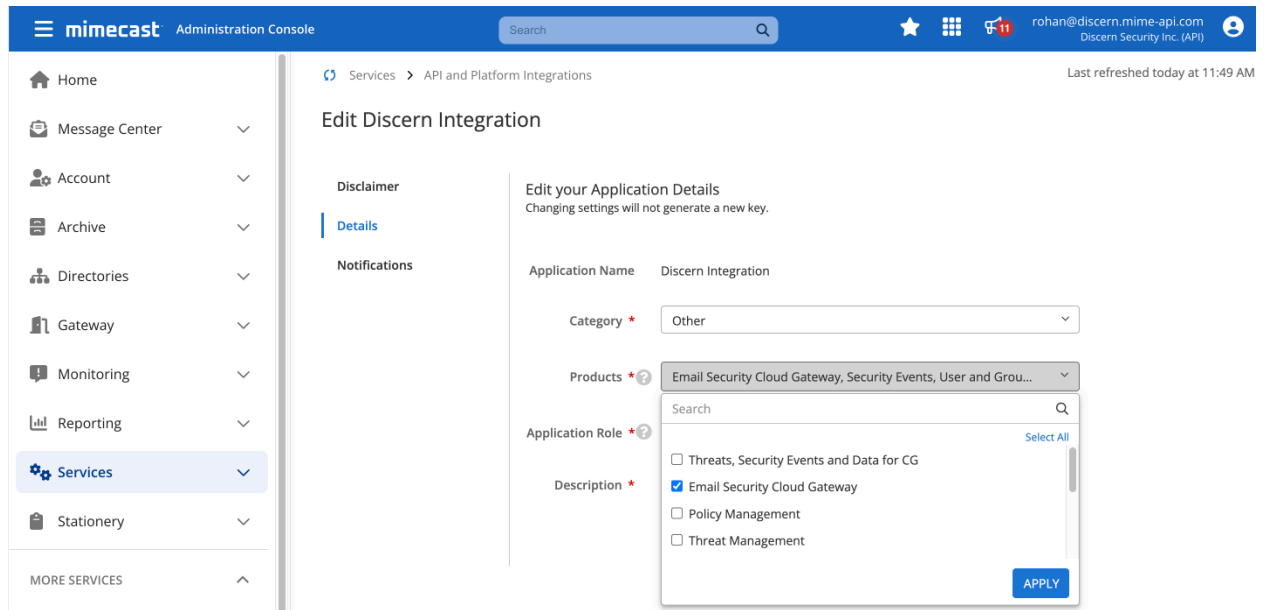 mimecast Administration Console
Search
11
rohan@discern.mime-api.com
Discern Security Inc. (API)
Home
Message Center
Account
Archive
Directories
Gateway
Monitoring
Reporting
Services
Stationery
MORE SERVICES
Services > API and Platform Integrations
Last refreshed today at 11:49 AM
Edit Discern Integration
Disclaimer
Details
Notifications
Edit your Application Details
Changing settings will not generate a new key.
Application Name Discern Integration
Category * Other
Products * ? Email Security Cloud Gateway, Security Events, User and Grou...
Search
Application Role * ?
Select All
Threats, Security Events and Data for CG
Description *
Email Security Cloud Gateway
Policy Management
Threat Management
APPLY